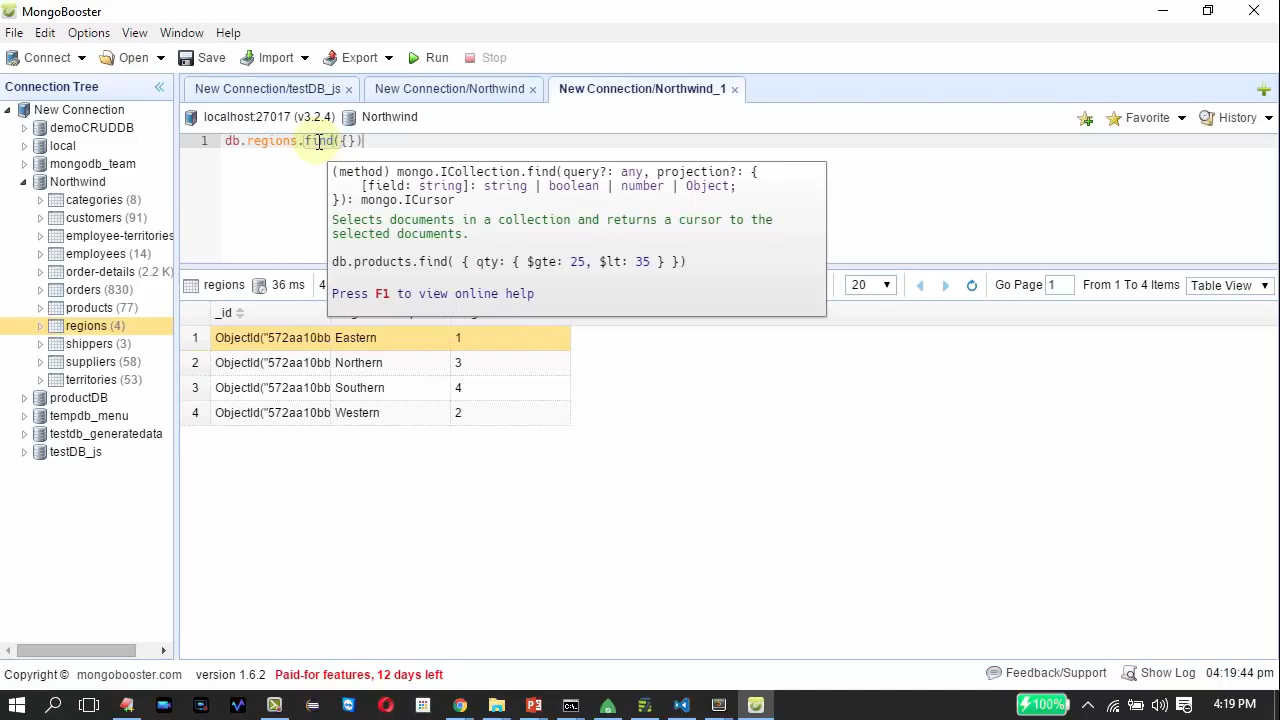 MongoBooster
File Edit Options View Window Help
Connect Open Save Import Export Run Stop
Connection Tree
New Connection/testDB_js × New Connection/Northwind × New Connection/Northwind_1 ×
localhost:27017 (v3.2.4) Northwind Favorite History
1 db.regions.find({})
(method) mongo.ICollection.find(query?: any, projection?: {
[field: string]: string | boolean | number | Object;
}): mongo.ICursor
Selects documents in a collection and returns a cursor to the
selected documents.
db.products.find( { qty: { $gte: 25, $lt: 35 } })
Press F1 to view online help
New Connection
demoCRUDDB
local
mongodb_team
Northwind
categories (8)
customers (91)
employee-territories
employees (14)
order-details (2.2 K)
orders (830)
products (77)
regions (4)
shippers (3)
suppliers (58)
territories (53)
productDB
tempdb_menu
testdb_generatedata
testDB_js
regions 36 ms 4 20 Go Page 1 From 1 To 4 Items Table View
_id
1 ObjectId("572aa10bb Eastern 1
2 ObjectId("572aa10bb Northern 3
3 ObjectId("572aa10bb Southern 4
4 ObjectId("572aa10bb Western 2
Copyright © mongobooster.com version 1.6.2 Paid-for features, 12 days left Feedback/Support Show Log 04:19:44 pm
100% 4:19 PM